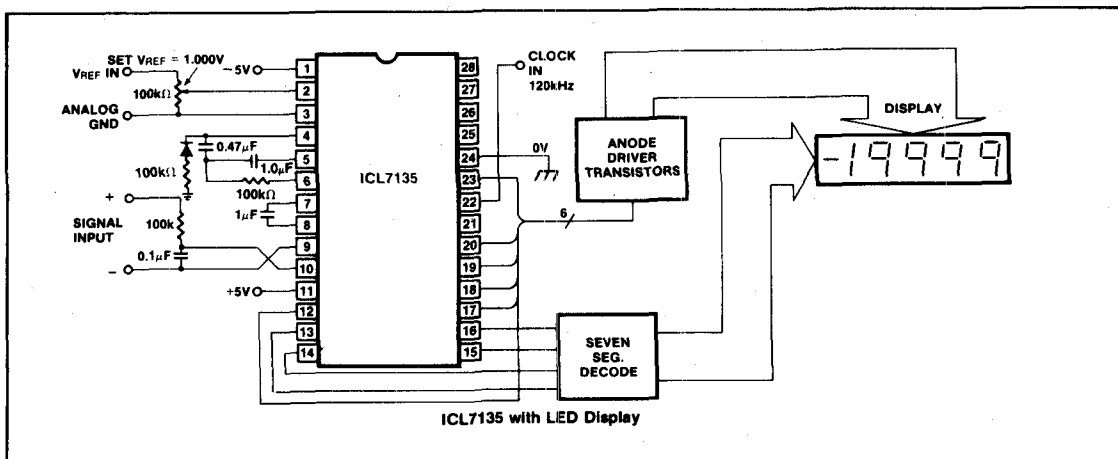 SET VREF = 1.000V
VREF IN
100kΩ
ANALOG
GND
0.47µF
1.0µF
100kΩ
100kΩ
1µF
+
SIGNAL
INPUT
100k
0.1µF
−
−5V
+5V
1
2
3
4
5
6
7
8
9
10
11
12
13
14
ICL7135
28
27
26
25
24
23
22
21
20
19
18
17
16
15
CLOCK
IN
120kHz
0V
6
ANODE
DRIVER
TRANSISTORS
DISPLAY
-19999
SEVEN
SEG.
DECODE
ICL7135 with LED Display